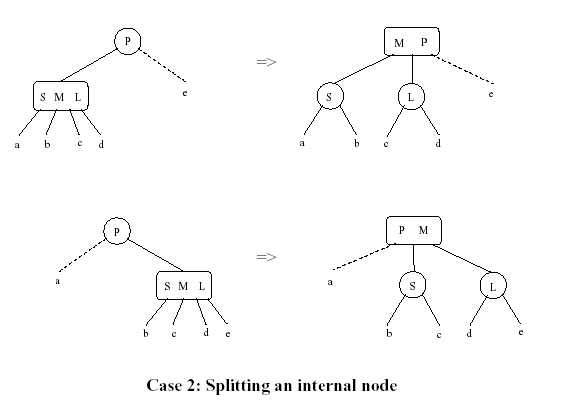 P
M P
=>
S M L
e
e
S
L
a b c d
a b c d
P
P M
=>
a
a
S M L
S
L
b c d e
b c d e
Case 2: Splitting an internal node